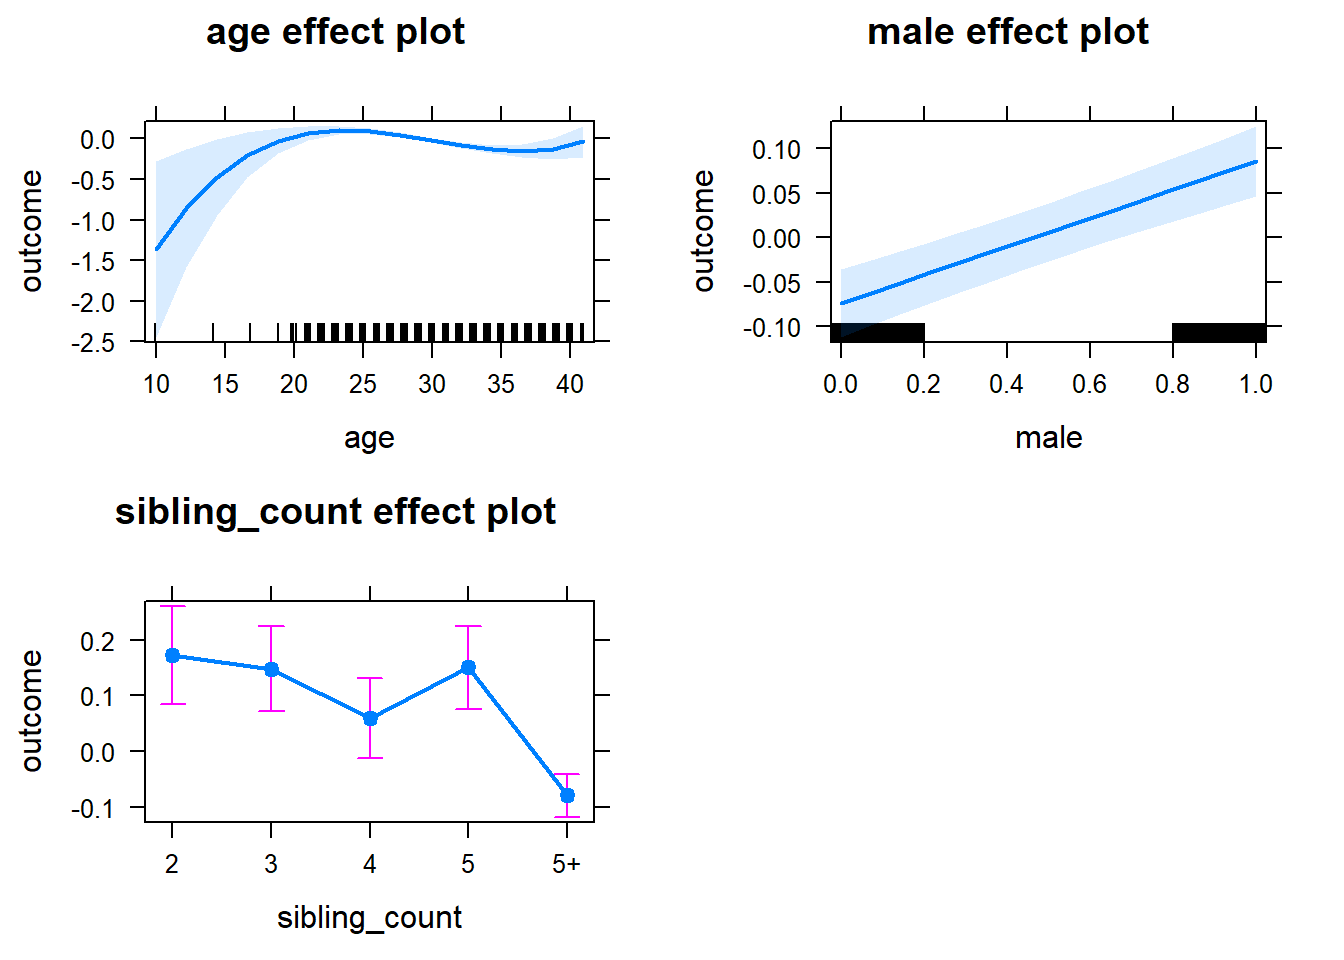 age effect plot
outcome
0.0
-0.5
-1.0
-1.5
-2.0
-2.5
10 15 20 25 30 35 40
age
male effect plot
outcome
0.10
0.05
0.00
-0.05
-0.10
0.0 0.2 0.4 0.6 0.8 1.0
male
sibling_count effect plot
outcome
0.2
0.1
0.0
-0.1
2 3 4 5 5+
sibling_count